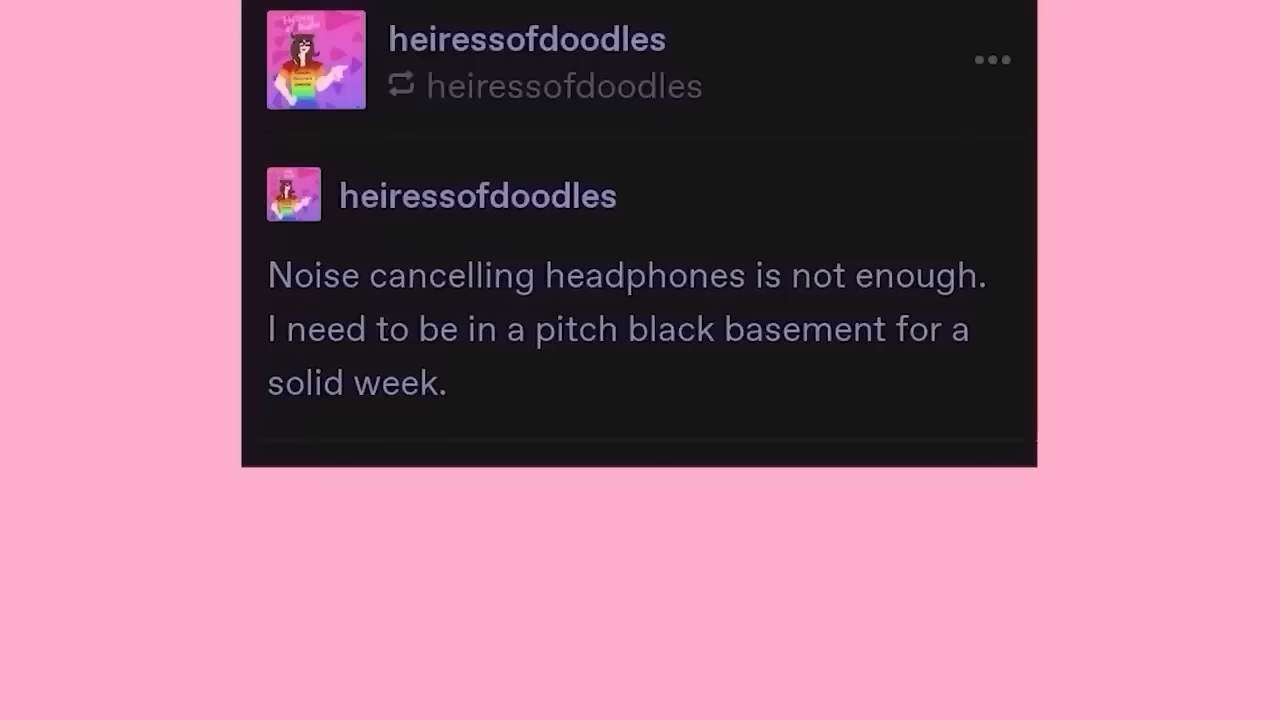 heiressofdoodles
heiressofdoodles
heiressofdoodles
Noise cancelling headphones is not enough.
I need to be in a pitch black basement for a
solid week.